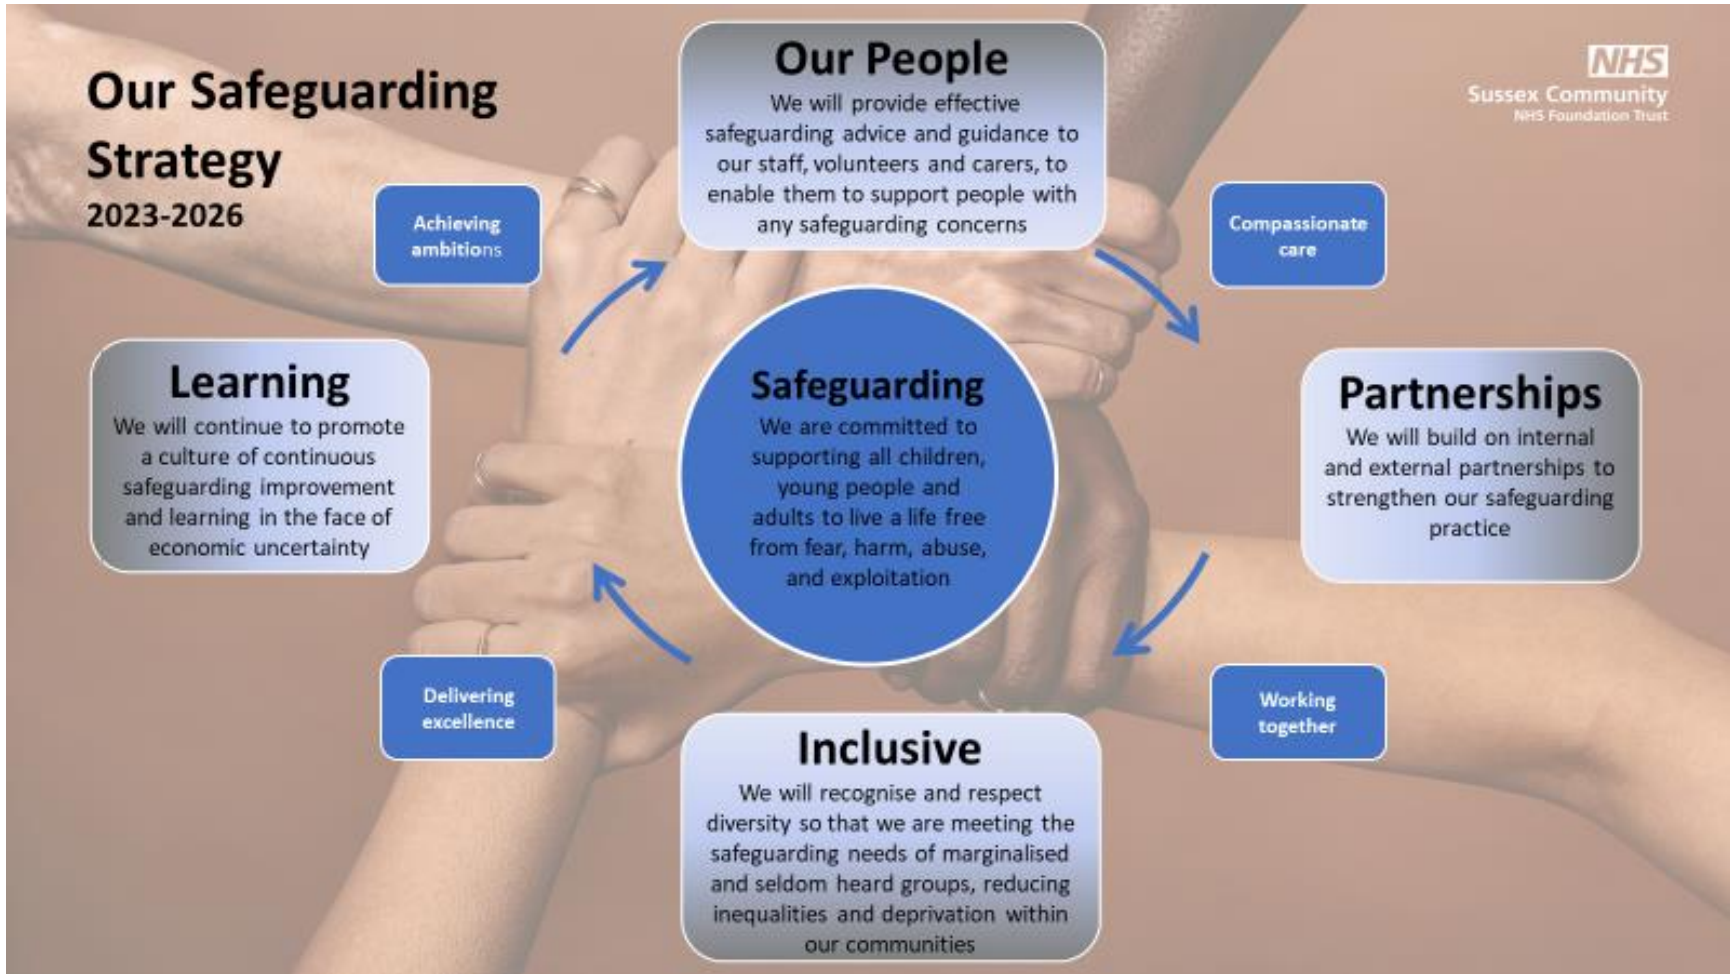 Our Safeguarding
Strategy
2023-2026
Our People
We will provide effective
safeguarding advice and guidance to
our staff, volunteers and carers, to
enable them to support people with
any safeguarding concerns
NHS
Sussex Community
NHS Foundation Trust
Achieving
ambitions
Compassionate
care
Learning
We will continue to promote
a culture of continuous
safeguarding improvement
and learning in the face of
economic uncertainty
Safeguarding
We are committed to
supporting all children,
young people and
adults to live a life free
from fear, harm, abuse,
and exploitation
Partnerships
We will build on internal
and external partnerships to
strengthen our safeguarding
practice
Delivering
excellence
Working
together
Inclusive
We will recognise and respect
diversity so that we are meeting the
safeguarding needs of marginalised
and seldom heard groups, reducing
inequalities and deprivation within
our communities